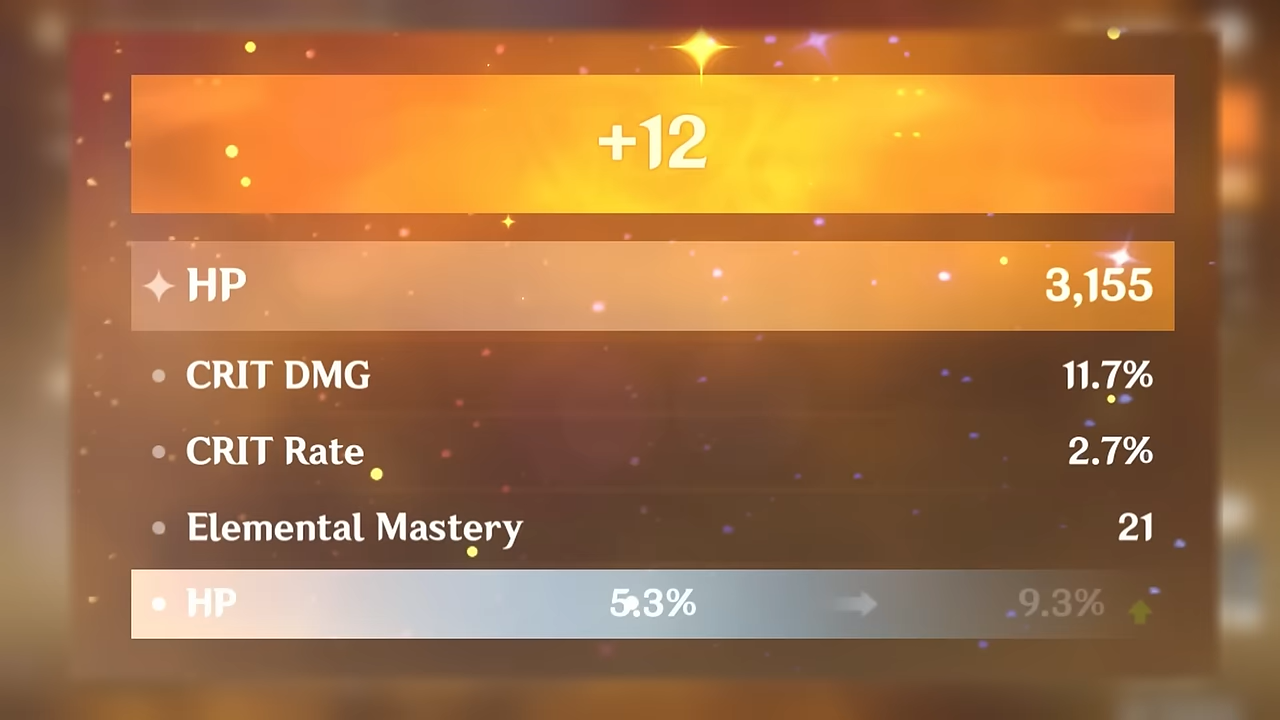 +12
HP 3,155
CRIT DMG 11.7%
CRIT Rate 2.7%
Elemental Mastery 21
HP 5.3% 9.3%